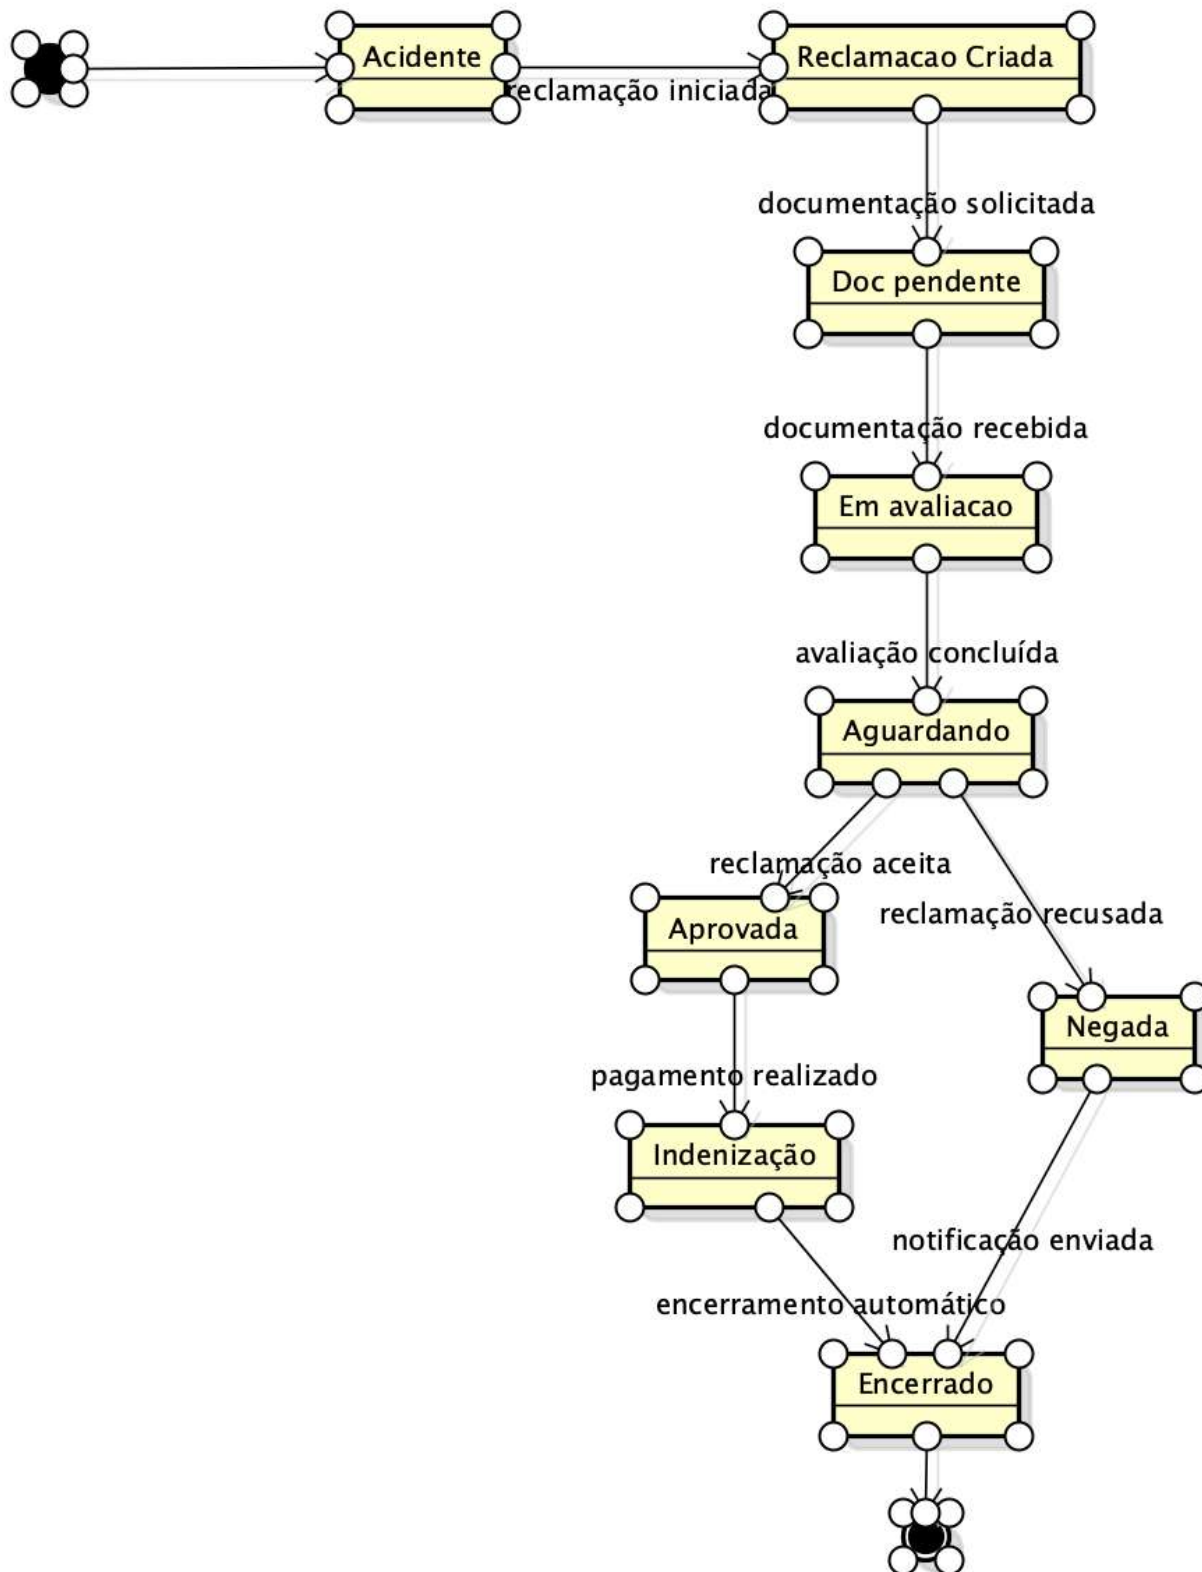 Acidente
Reclamacao Criada
reclamação iniciada
documentação solicitada
Doc pendente
documentação recebida
Em avaliacao
avaliação concluída
Aguardando
reclamação aceita
reclamação recusada
Aprovada
Negada
pagamento realizado
Indenização
notificação enviada
encerramento automático
Encerrado